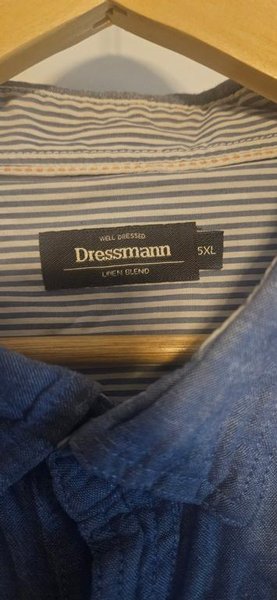 WELL DRESSED
Dressmann
LINEN BLEND
5XL